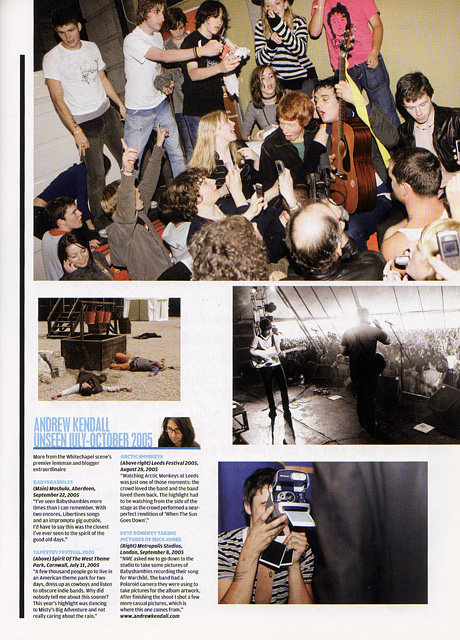 ANDREW KENDALL
UNSEEN JULY-OCTOBER 2005
More from the Whitechapel scene's
premier lensman and blogger
extraordinaire
BABYSHAMBLES
(Main) Moshulu, Aberdeen,
September 22, 2005
"I've seen Babyshambles more
times than I can remember. With
two encores, Libertines songs
and an impromptu gig outside,
I'd have to say this was the closest
I've ever seen to the spirit of the
good old days."
TAPESTRY FESTIVAL 2005
(Above) Spirit Of The West Theme
Park, Cornwall, July 31, 2005
"A few thousand people go to live in
an American theme park for two
days, dress up as cowboys and listen
to obscure indie bands. Why did
nobody tell me about this sooner?
This year's highlight was dancing
to Misty's Big Adventure and not
really caring about the rain."
ARCTIC MONKEYS
(Above right) Leeds Festival 2005,
August 28, 2005
"Watching Arctic Monkeys at Leeds
was just one of those moments: the
crowd loved the band and the band
loved them back. The highlight had
to be watching from the side of the
stage as the crowd performed a near-
perfect rendition of 'When The Sun
Goes Down'."
PETE DOHERTY TAKING
PICTURES OF MICK JONES
(Right) Metropolis Studios,
London, September 8, 2005
"NME asked me to go down to the
studio to take some pictures of
Babyshambles recording their song
for Warchild. The band had a
Polaroid camera they were using to
take pictures for the album artwork.
After finishing the shoot I shot a few
more casual pictures, which is
where this one comes from."
www.andrewkendall.com